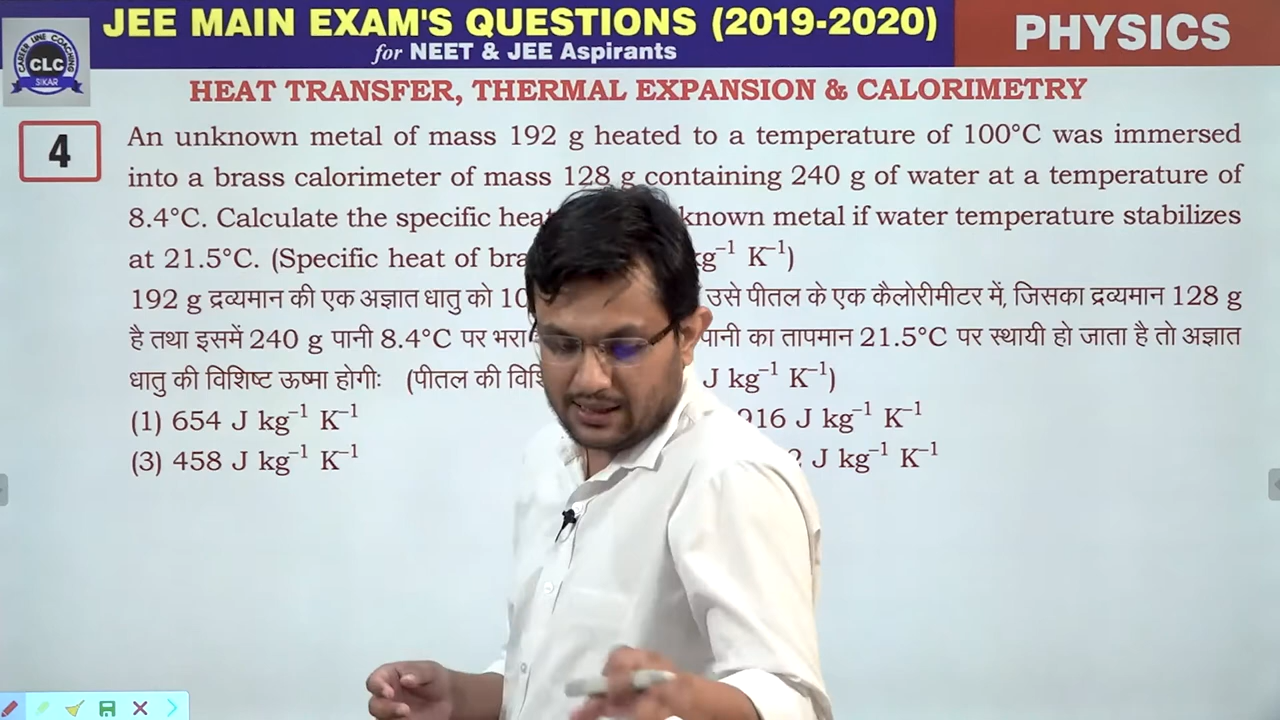 JEE MAIN EXAM'S QUESTIONS (2019-2020)
for NEET & JEE Aspirants
PHYSICS
CAREER LINE COACHING
CLC
SIKAR
HEAT TRANSFER, THERMAL EXPANSION & CALORIMETRY
4
An unknown metal of mass 192 g heated to a temperature of 100°C was immersed
into a brass calorimeter of mass 128 g containing 240 g of water at a temperature of
8.4°C. Calculate the specific known metal if water temperature stabilizes
at 21.5°C. (Specific heat of kg⁻¹ K⁻¹)
192 g द्रव्यमान की एक अज्ञात धातु को उसे पीतल के एक कैलोरीमीटर में, जिसका द्रव्यमान 128 g
है तथा इसमें 240 g पानी 8.4°C पर भरा पानी का तापमान 21.5°C पर स्थायी हो जाता है तो अज्ञात
धातु की विशिष्ट ऊष्मा होगीः (पीतल की J kg⁻¹ K⁻¹)
(1) 654 J kg⁻¹ K⁻¹ 916 J kg⁻¹ K⁻¹
(3) 458 J kg⁻¹ K⁻¹ 2 J kg⁻¹ K⁻¹